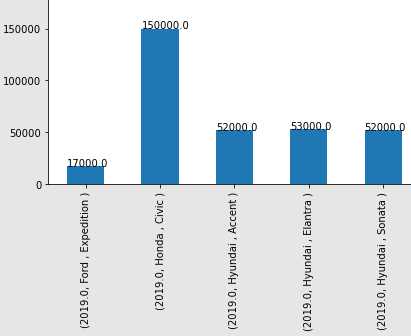 150000
100000
50000
0
17000.0
150000.0
52000.0
53000.0
52000.0
(2019.0, Ford , Expedition )
(2019.0, Honda , Civic )
(2019.0, Hyundai , Accent )
(2019.0, Hyundai , Elantra )
(2019.0, Hyundai , Sonata )